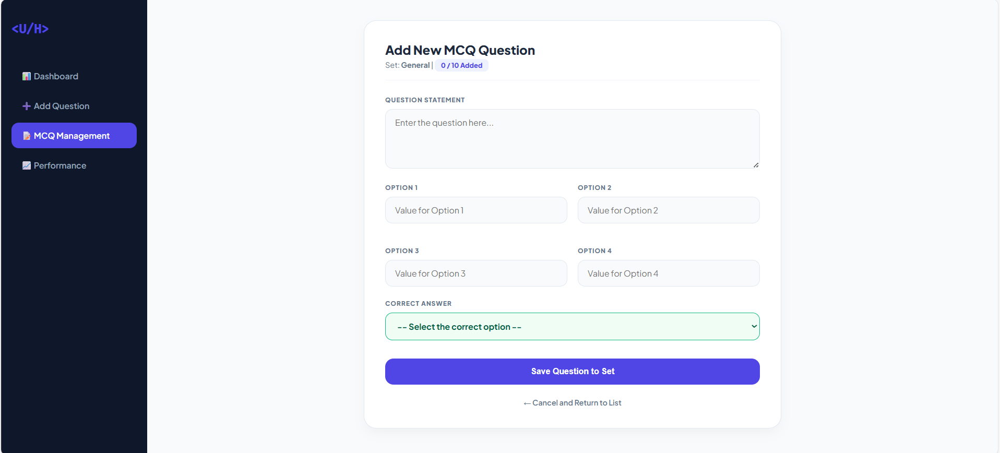 <U/H>
Dashboard
Add Question
MCQ Management
Performance
Add New MCQ Question
Set: General | 0 / 10 Added
QUESTION STATEMENT
Enter the question here...
OPTION 1
OPTION 2
Value for Option 1
Value for Option 2
OPTION 3
OPTION 4
Value for Option 3
Value for Option 4
CORRECT ANSWER
-- Select the correct option --
Save Question to Set
← Cancel and Return to List